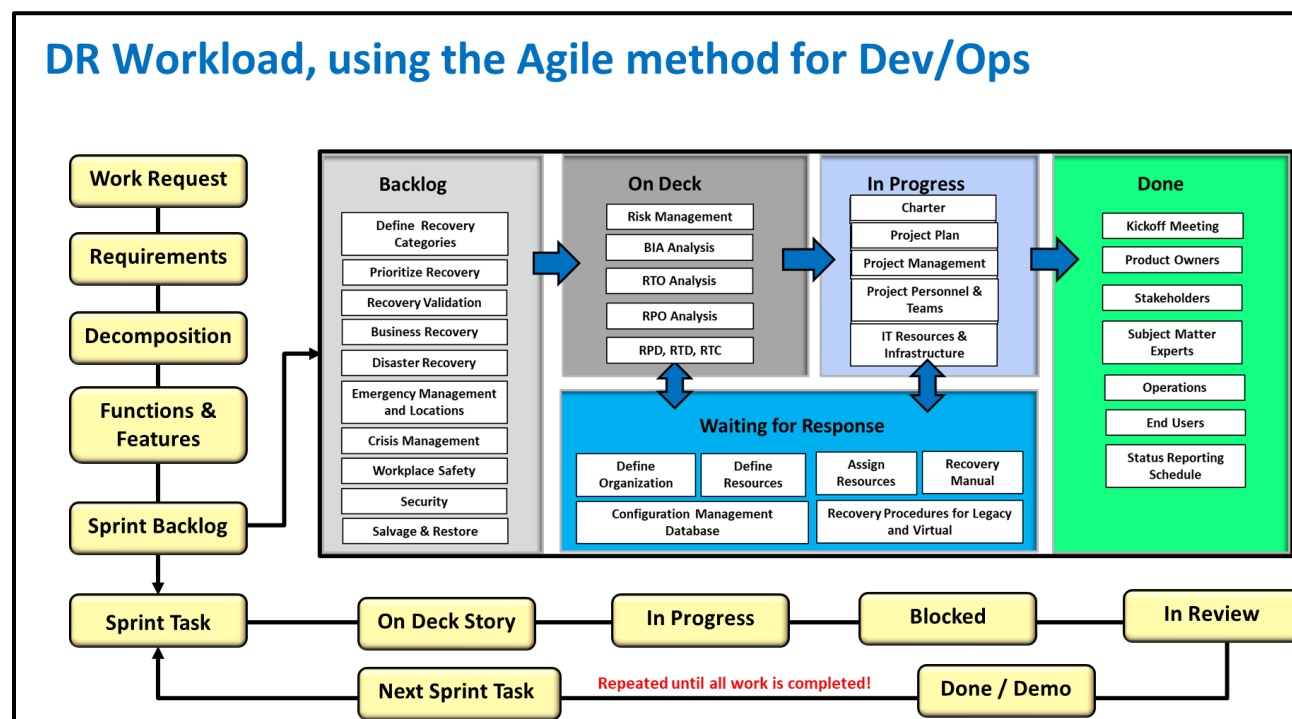 DR Workload, using the Agile method for Dev/Ops
Work Request
Requirements
Decomposition
Functions &
Features
Sprint Backlog
Backlog
Define Recovery
Categories
Prioritize Recovery
Recovery Validation
Business Recovery
Disaster Recovery
Emergency Management
and Locations
Crisis Management
Workplace Safety
Security
Salvage & Restore
On Deck
Risk Management
BIA Analysis
RTO Analysis
RPO Analysis
RPD, RTD, RTC
In Progress
Charter
Project Plan
Project Management
Project Personnel &
Teams
IT Resources &
Infrastructure
Waiting for Response
Define
Organization
Define
Resources
Assign
Resources
Recovery
Manual
Configuration Management
Database
Recovery Procedures for Legacy
and Virtual
Done
Kickoff Meeting
Product Owners
Stakeholders
Subject Matter
Experts
Operations
End Users
Status Reporting
Schedule
Sprint Task
On Deck Story
In Progress
Blocked
In Review
Next Sprint Task
Repeated until all work is completed!
Done / Demo